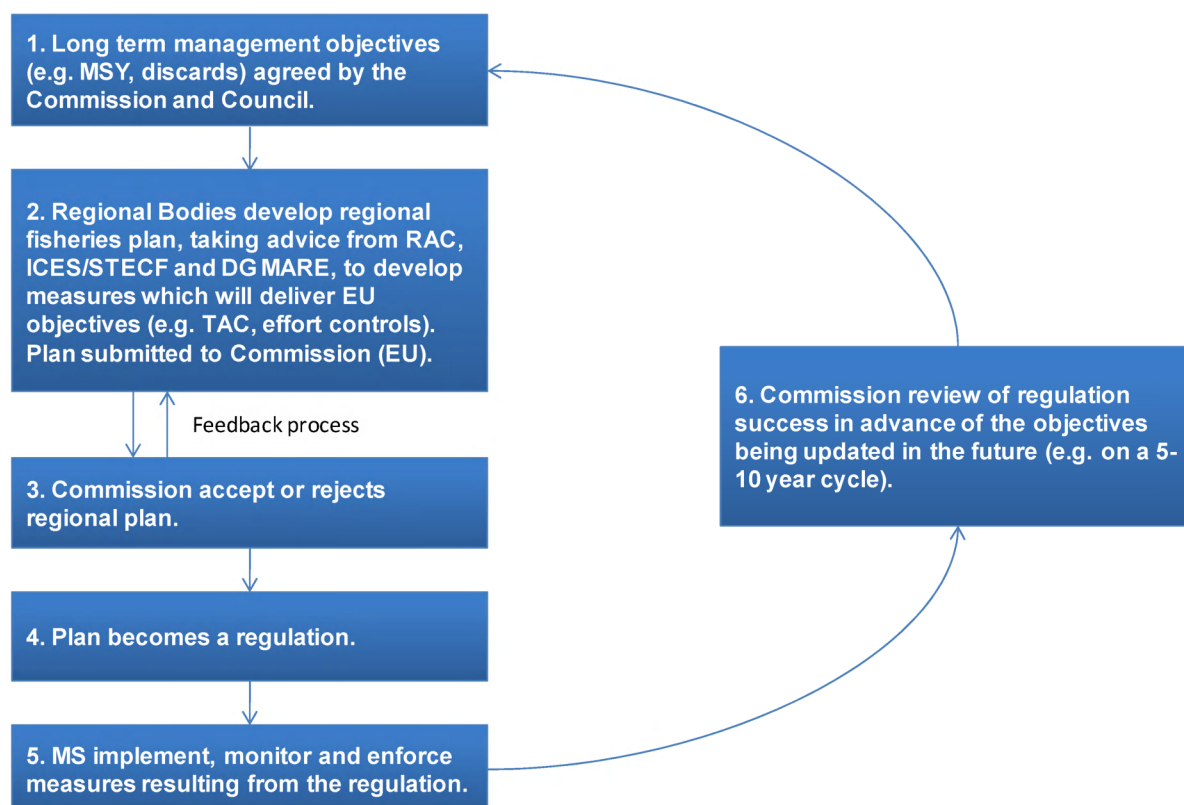 1. Long term management objectives
(e.g. MSY, discards) agreed by the
Commission and Council.
2. Regional Bodies develop regional
fisheries plan, taking advice from RAC,
ICES/STECF and DG MARE, to develop
measures which will deliver EU
objectives (e.g. TAC, effort controls).
Plan submitted to Commission (EU).
Feedback process
3. Commission accept or rejects
regional plan.
4. Plan becomes a regulation.
5. MS implement, monitor and enforce
measures resulting from the regulation.
6. Commission review of regulation
success in advance of the objectives
being updated in the future (e.g. on a 5-
10 year cycle).